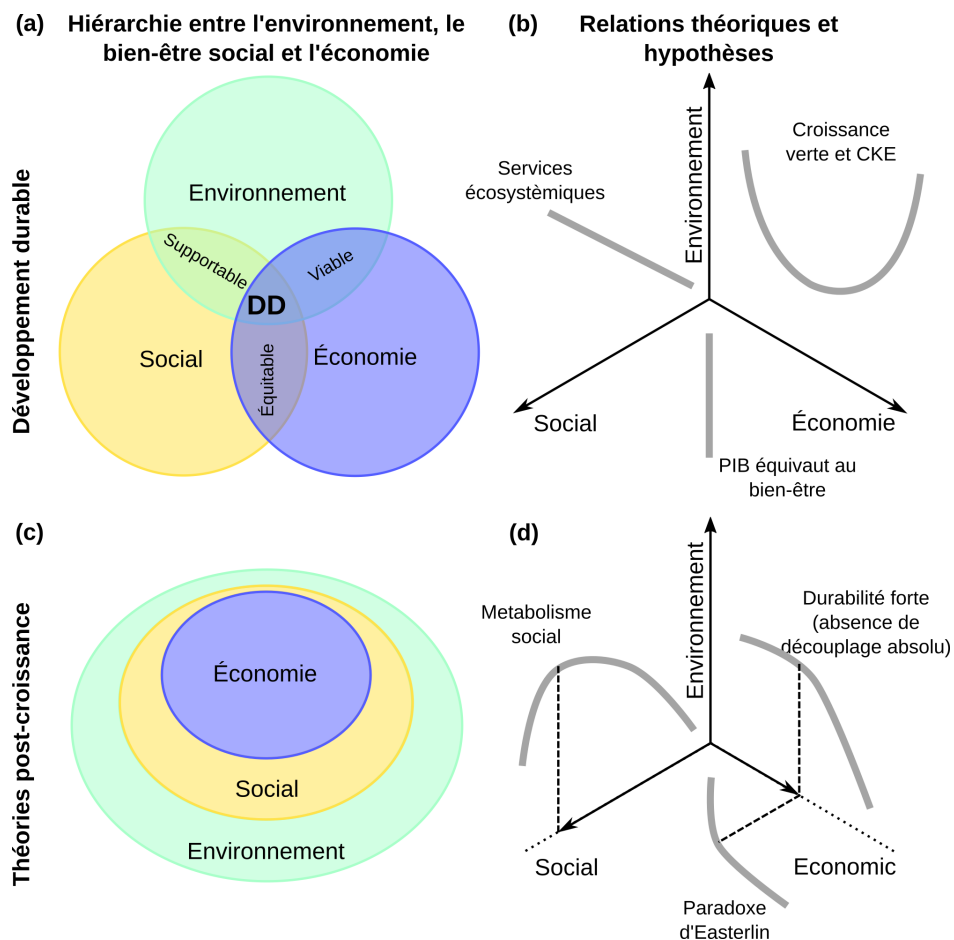 (a) Hiérarchie entre l'environnement, le
bien-être social et l'économie
(b) Relations théoriques et
hypothèses
Développement durable
Environnement
Supportable
Viable
DD
Social
Économie
Équitable
Environnement
Croissance
verte et CKE
Services
écosystèmiques
Social
Économie
PIB équivaut au
bien-être
(c)
(d)
Théories post-croissance
Économie
Social
Environnement
Environnement
Metabolisme
social
Durabilité forte
(absence de
découplage absolu)
Social
Economic
Paradoxe
d'Easterlin